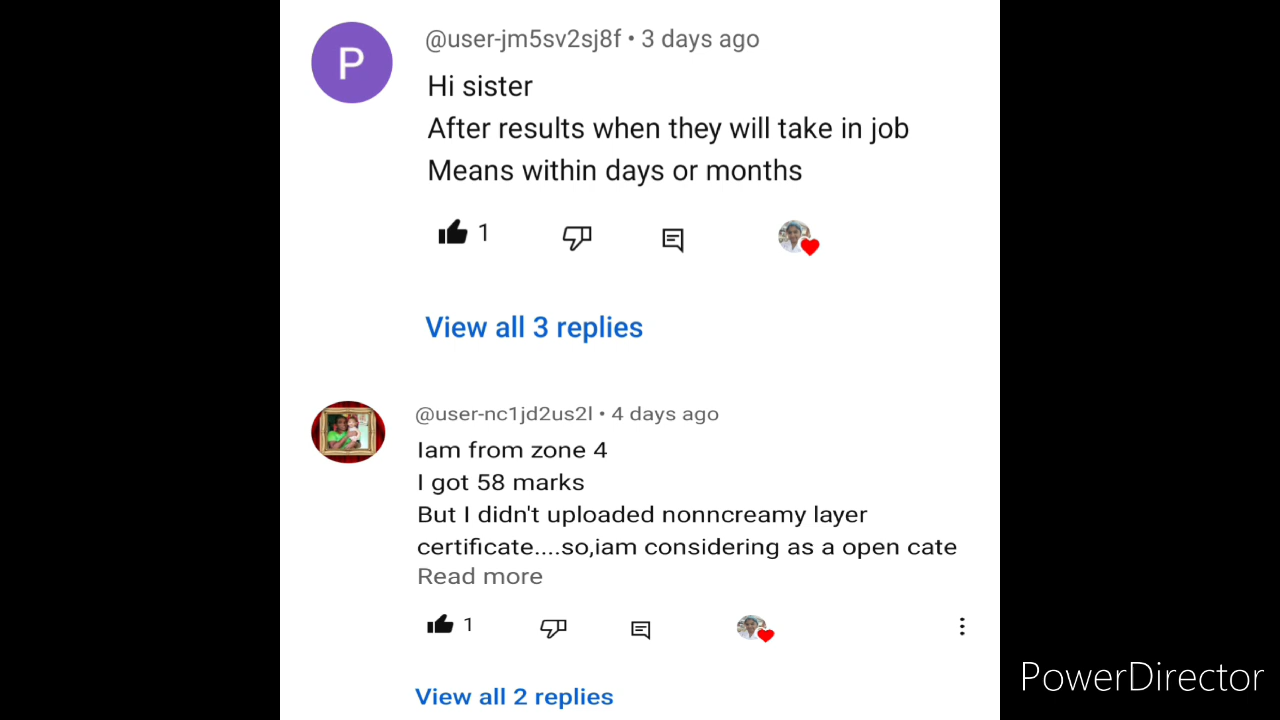 P
@user-jm5sv2sj8f • 3 days ago
Hi sister
After results when they will take in job
Means within days or months
1
View all 3 replies
@user-nc1jd2us2l • 4 days ago
Iam from zone 4
I got 58 marks
But I didn't uploaded nonncreamy layer
certificate....so,iam considering as a open cate
Read more
1
View all 2 replies
PowerDirector